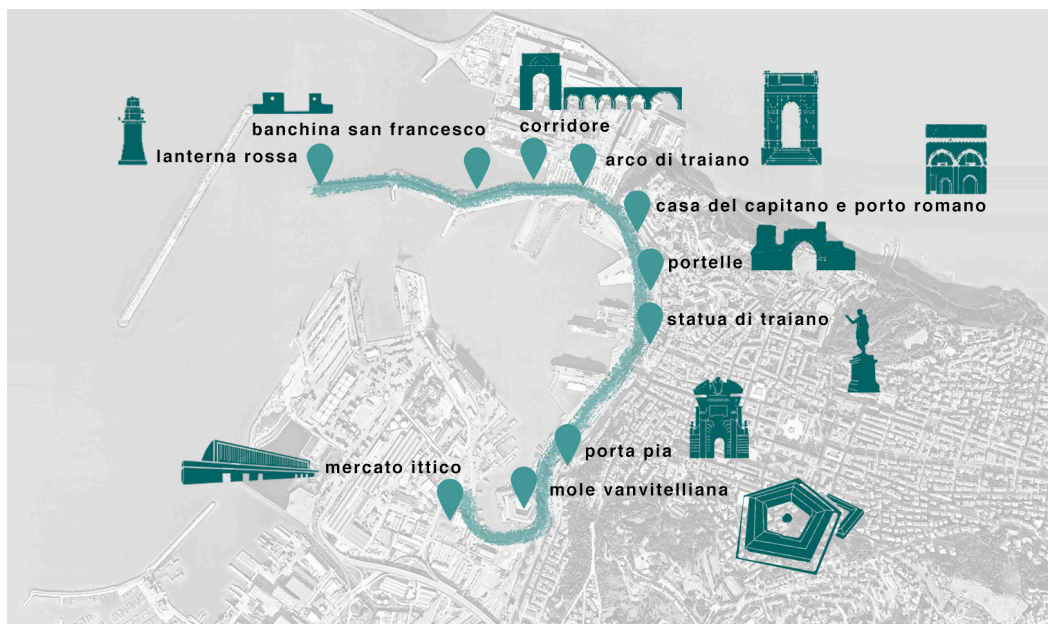 banchina san francesco
corridore
lanterna rossa
arco di traiano
casa del capitano e porto romano
portelle
statua di traiano
porta pia
mercato ittico
mole vanvitelliana